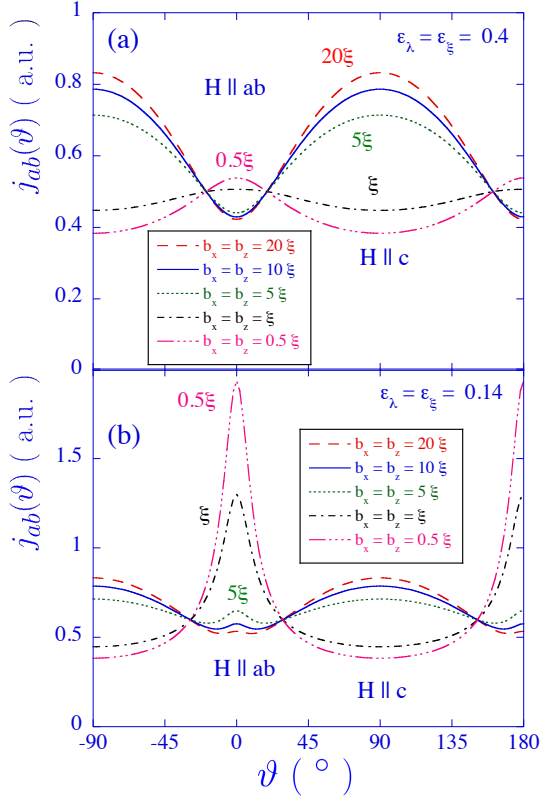 1
(a)
ε_λ = ε_ξ = 0.4
20ξ
0.8
H || ab
5ξ
j_ab(ϑ) ( a.u. )
0.6
0.5ξ
ξ
0.4
H || c
b_x = b_z = 20 ξ
b_x = b_z = 10 ξ
b_x = b_z = 5 ξ
b_x = b_z = ξ
b_x = b_z = 0.5 ξ
0.2
0
0.5ξ
ε_λ = ε_ξ = 0.14
(b)
1.5
b_x = b_z = 20 ξ
b_x = b_z = 10 ξ
b_x = b_z = 5 ξ
b_x = b_z = ξ
b_x = b_z = 0.5 ξ
ξ
j_ab(ϑ) ( a.u. )
1
5ξ
0.5
H || ab
H || c
0
-90 -45 0 45 90 135 180
ϑ ( ° )